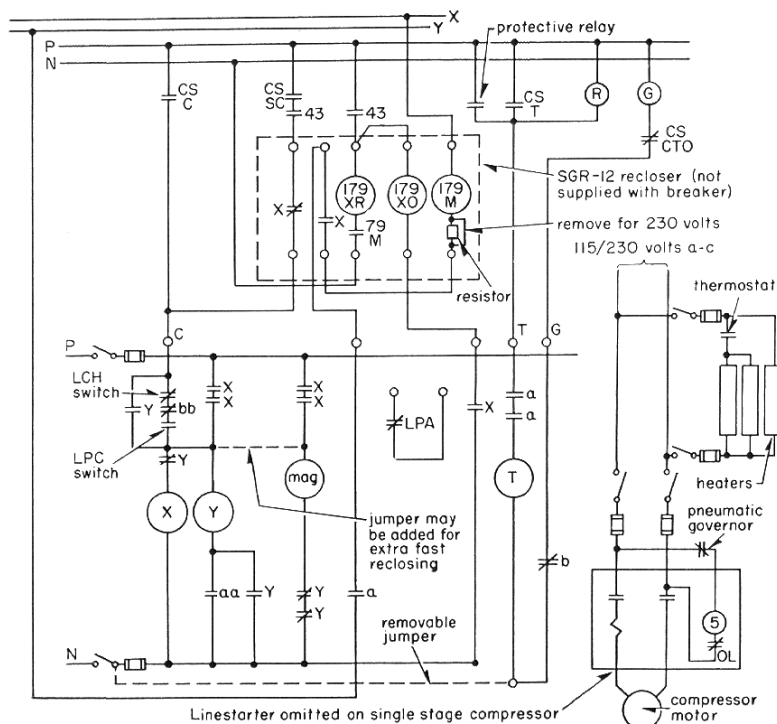 X
Y
P
N
protective relay
CS
C
CS
SC
43
43
CS
T
R
G
CS
CTO
SGR-12 recloser (not
supplied with breaker)
X
X
179
XR
179
XO
179
M
79
M
remove for 230 volts
resistor
115/230 volts a-c
thermostat
C
T
G
P
LCH
switch
Y
bb
LPC
switch
Y
X
X
X
X
LPA
X
a
a
heaters
X
Y
mag
T
jumper may
be added for
extra fast
reclosing
pneumatic
governor
aa
Y
Y
Y
a
b
5
OL
removable
jumper
N
Linestarter omitted on single stage compressor
compressor
motor